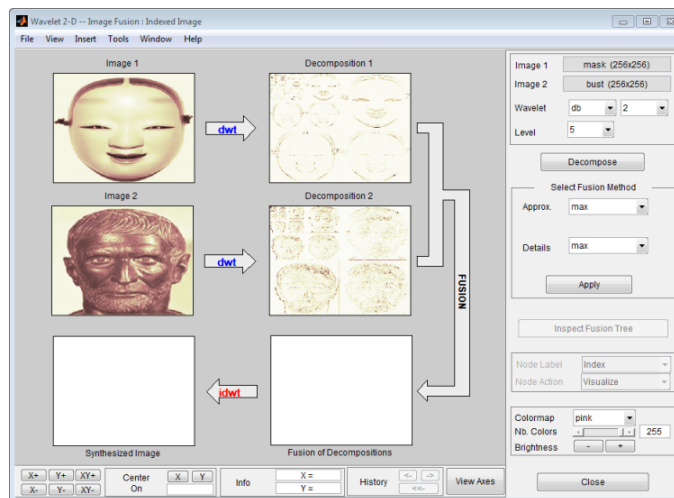 Wavelet 2-D -- Image Fusion : Indexed Image
File View Insert Tools Window Help
Image 1
Decomposition 1
dwt
Image 2
Decomposition 2
dwt
FUSION
idwt
Synthesized Image
Fusion of Decompositions
Image 1 mask (256x256)
Image 2 bust (256x256)
Wavelet db 2
Level 5
Decompose
Select Fusion Method
Approx. max
Details max
Apply
Inspect Fusion Tree
Node Label Index
Node Action Visualize
Colormap pink
Nb. Colors 255
Brightness - +
Close
X+ Y+ XY+
X- Y- XY-
Center On
X Y
Info
X =
Y =
History
<- ->
<<-
View Axes